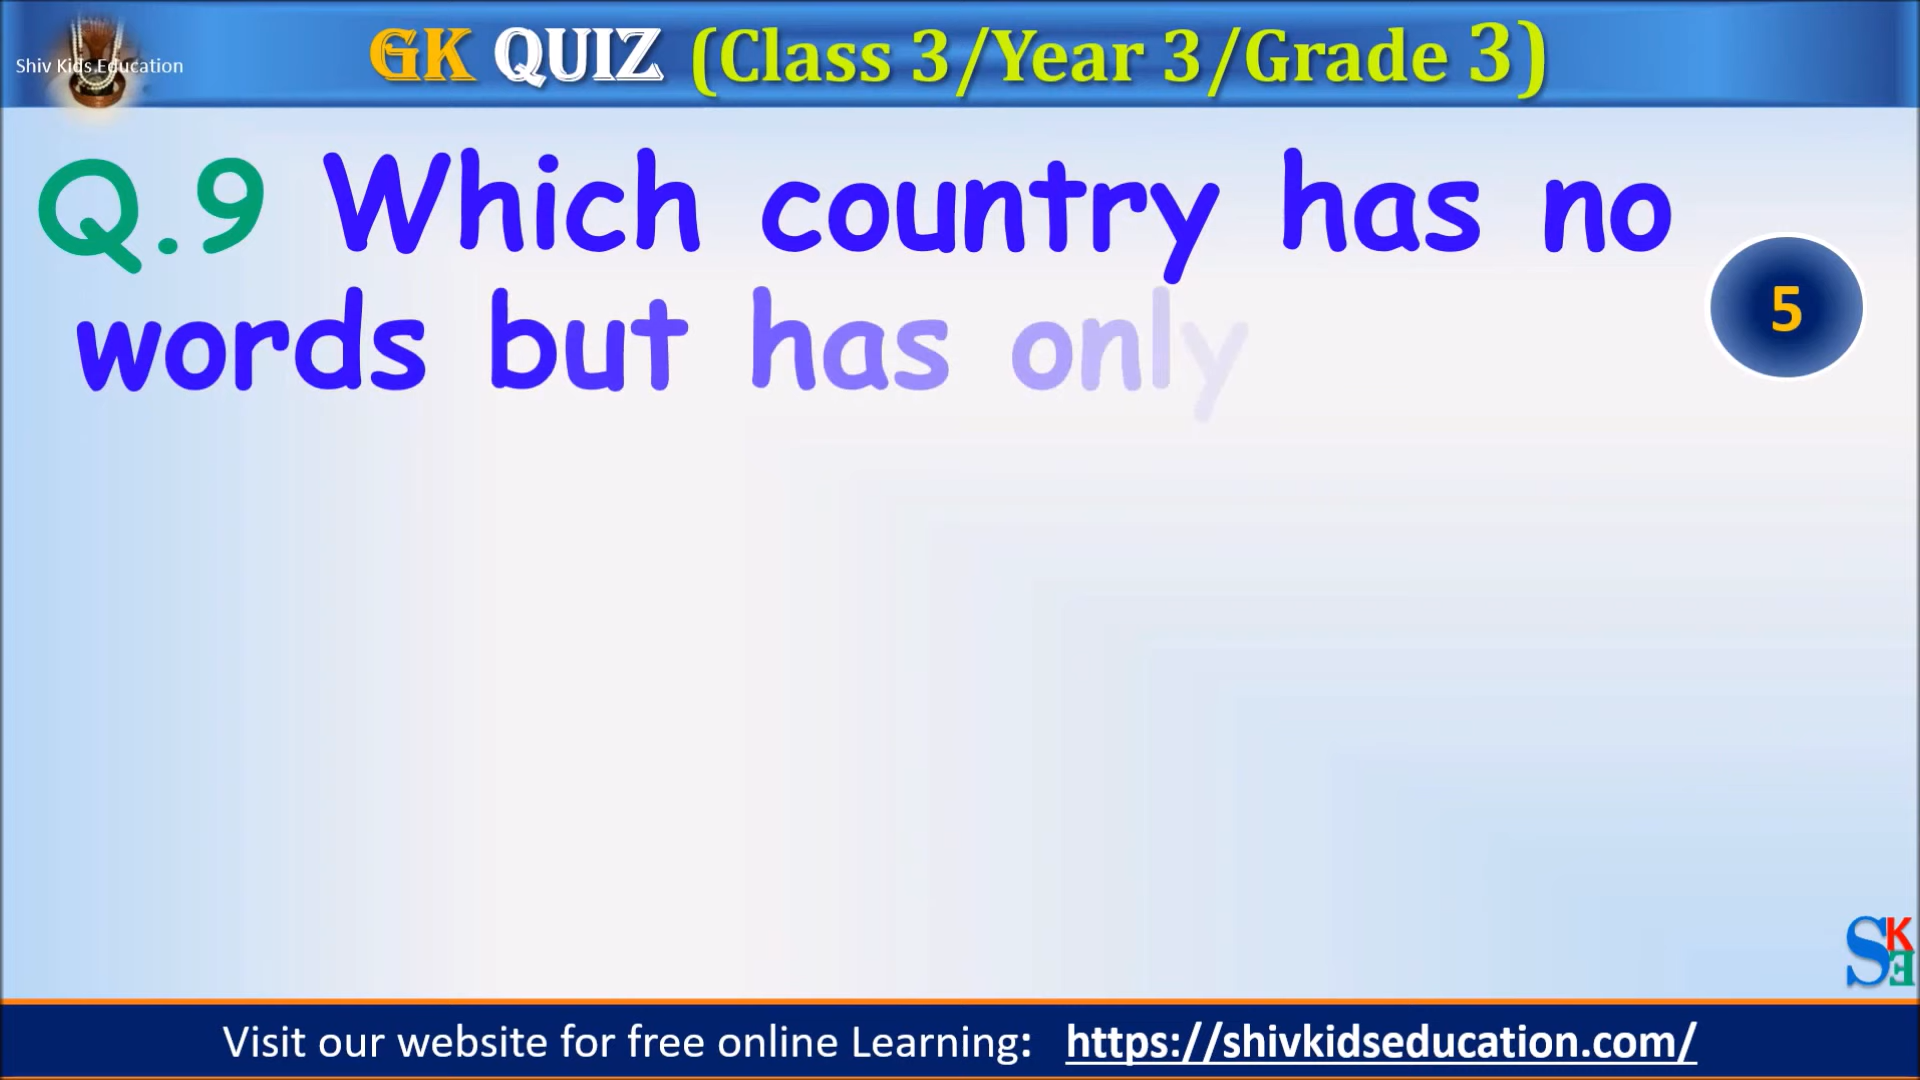 Shiv Kids Education
GK QUIZ (Class 3/Year 3/Grade 3)
Q.9 Which country has no
words but has only
5
SKE
Visit our website for free online Learning: https://shivkidseducation.com/